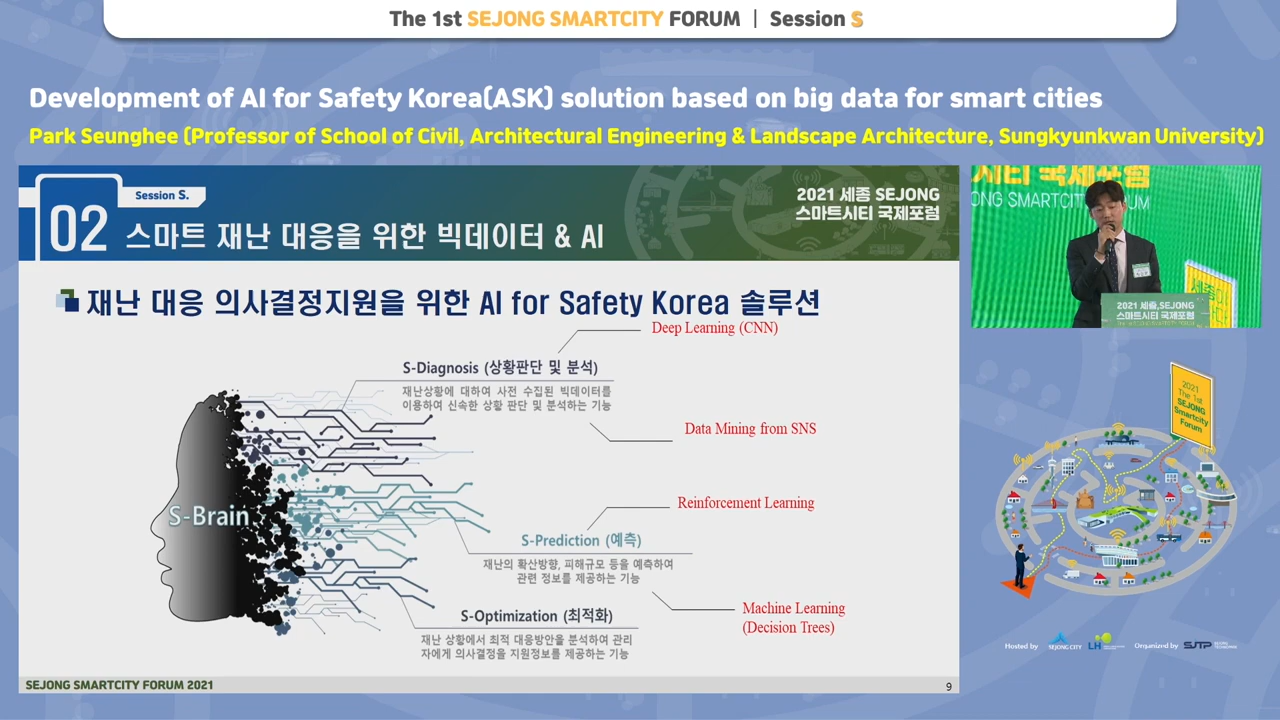 The 1st SEJONG SMARTCITY FORUM | Session S
Development of AI for Safety Korea(ASK) solution based on big data for smart cities
Park Seunghee (Professor of School of Civil, Architectural Engineering & Landscape Architecture, Sungkyunkwan University)
Session S.
02 스마트 재난 대응을 위한 빅데이터 & AI
2021 세종 SEJONG
스마트시티 국제포럼
재난 대응 의사결정지원을 위한 AI for Safety Korea 솔루션
Deep Learning (CNN)
S-Diagnosis (상황판단 및 분석)
재난상황에 대하여 사전 수집된 빅데이터를
이용하여 신속한 상황 판단 및 분석하는 기능
Data Mining from SNS
S-Brain
Reinforcement Learning
S-Prediction (예측)
재난의 확산방향, 피해규모 등을 예측하여
관련 정보를 제공하는 기능
Machine Learning
(Decision Trees)
S-Optimization (최적화)
재난 상황에서 최적 대응방안을 분석하여 관리
자에게 의사결정을 지원정보를 제공하는 기능
SEJONG SMARTCITY FORUM 2021
9
시티 국제포럼
ONG SMARTCITY FORUM
2021 세종 SEJONG
스마트시티 국제포럼
2021
The 1st
SEJONG
Smartcity
Forum
Hosted by
SEJONG CITY
LH
Organized by
SJTP